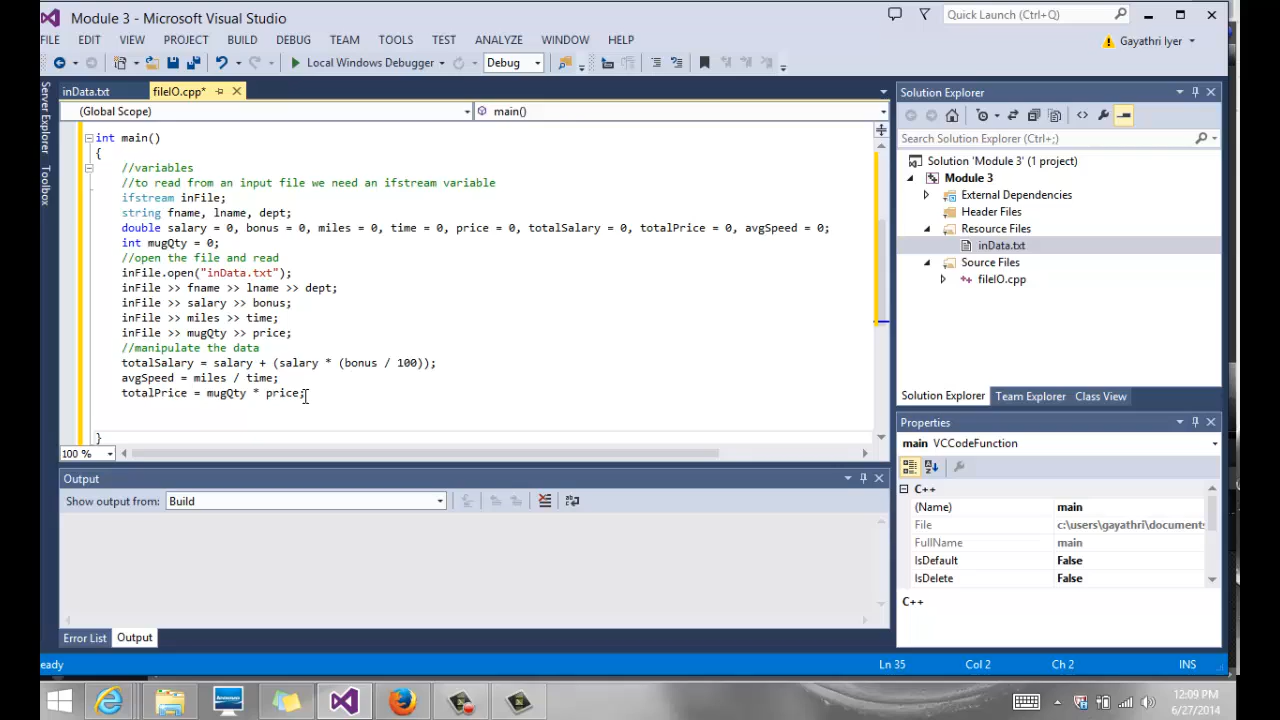 Module 3 - Microsoft Visual Studio
Quick Launch (Ctrl+Q)
FILE EDIT VIEW PROJECT BUILD DEBUG TEAM TOOLS TEST ANALYZE WINDOW HELP
Gayathri Iyer
Local Windows Debugger
Debug
Server Explorer
Toolbox
inData.txt
fileIO.cpp*
(Global Scope)
main()
int main()
{
//variables
//to read from an input file we need an ifstream variable
ifstream inFile;
string fname, lname, dept;
double salary = 0, bonus = 0, miles = 0, time = 0, price = 0, totalSalary = 0, totalPrice = 0, avgSpeed = 0;
int mugQty = 0;
//open the file and read
inFile.open("inData.txt");
inFile >> fname >> lname >> dept;
inFile >> salary >> bonus;
inFile >> miles >> time;
inFile >> mugQty >> price;
//manipulate the data
totalSalary = salary + (salary * (bonus / 100));
avgSpeed = miles / time;
totalPrice = mugQty * price;
}
100 %
Output
Show output from: Build
Error List
Output
Solution Explorer
Search Solution Explorer (Ctrl+;)
Solution 'Module 3' (1 project)
Module 3
External Dependencies
Header Files
Resource Files
inData.txt
Source Files
fileIO.cpp
Solution Explorer Team Explorer Class View
Properties
main VCCodeFunction
C++
(Name) main
File c:\users\gayathri\documents
FullName main
IsDefault False
IsDelete False
C++
eady
Ln 35
Col 2
Ch 2
INS
12:09 PM
6/27/2014